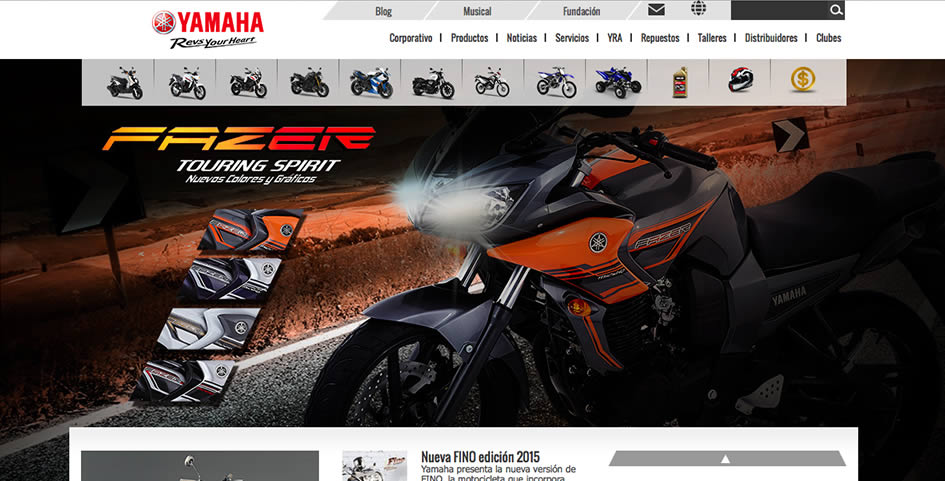 YAMAHA
Revs Your Heart
Blog
Musical
Fundación
Corporativo
Productos
Noticias
Servicios
YRA
Repuestos
Talleres
Distribuidores
Clubes
FAZER
TOURING SPIRIT
Nuevos Colores y Gráficos
FAZER
YAMAHA
FAZER
FAZER
Nueva FINO edición 2015
Yamaha presenta la nueva versión de
FINO, la motocicleta que incorpora